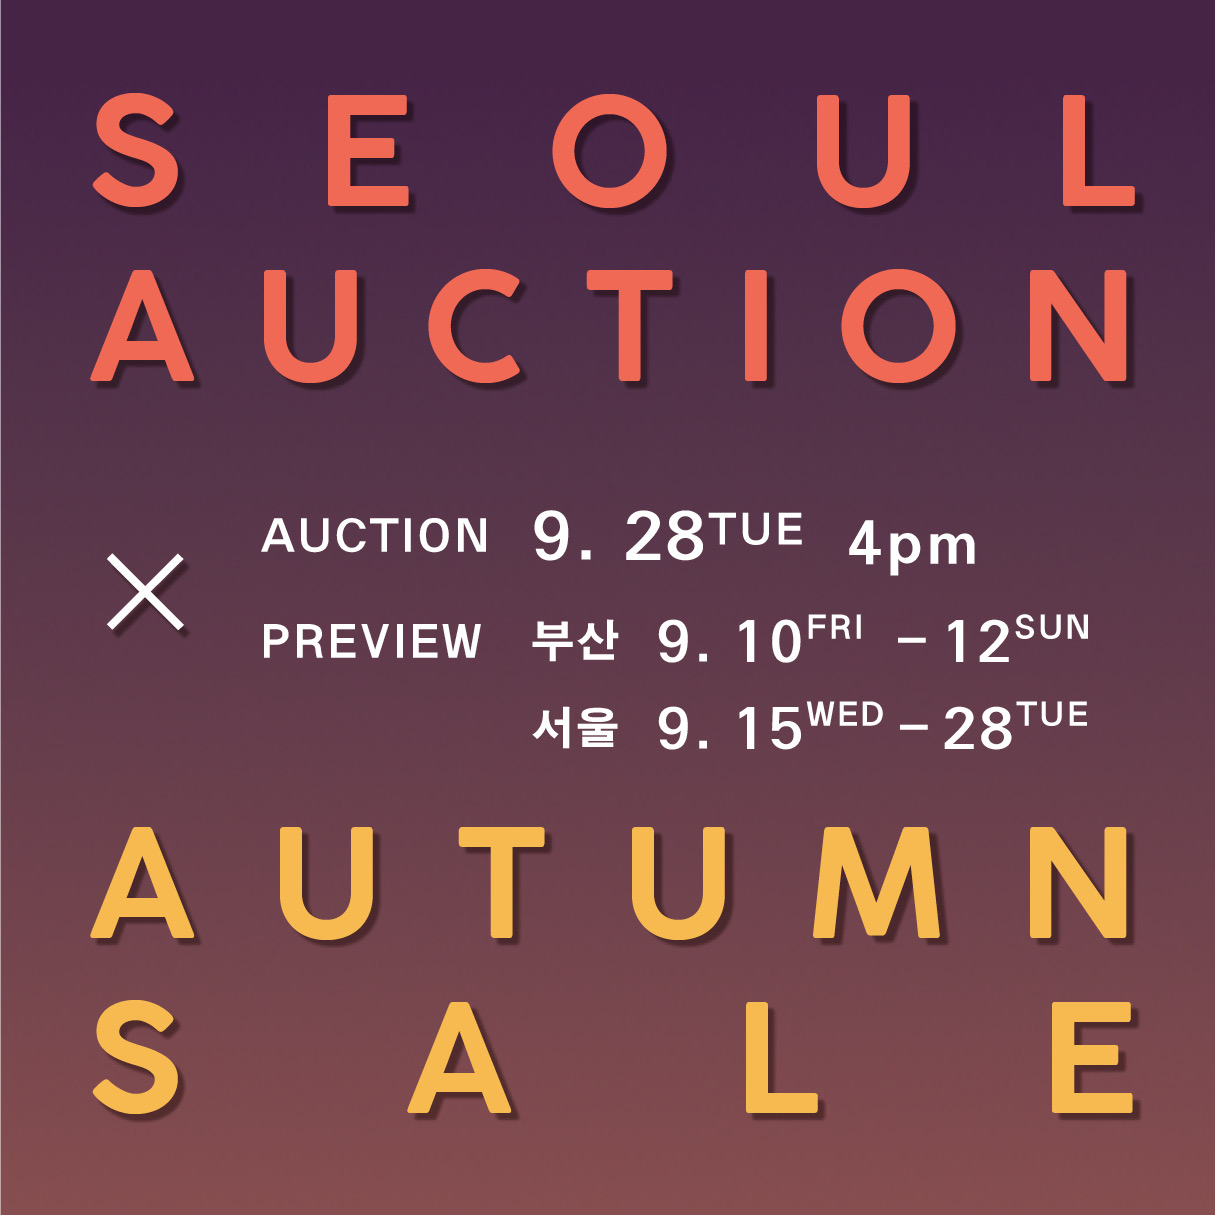 SEOUL
AUCTION
× AUCTION 9. 28TUE 4pm
PREVIEW 부산 9. 10FRI – 12SUN
서울 9. 15WED – 28TUE
AUTUMN
SALE